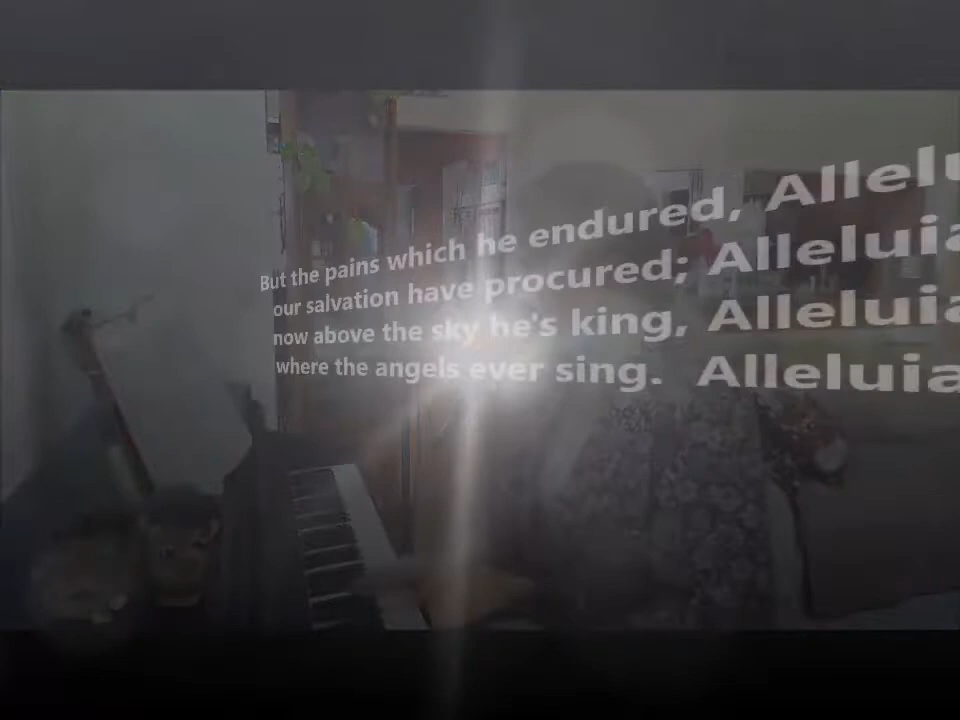 But the pains which he endured, Allelu
our salvation have procured; Alleluia
now above the sky he's king, Alleluia
where the angels ever sing. Alleluia